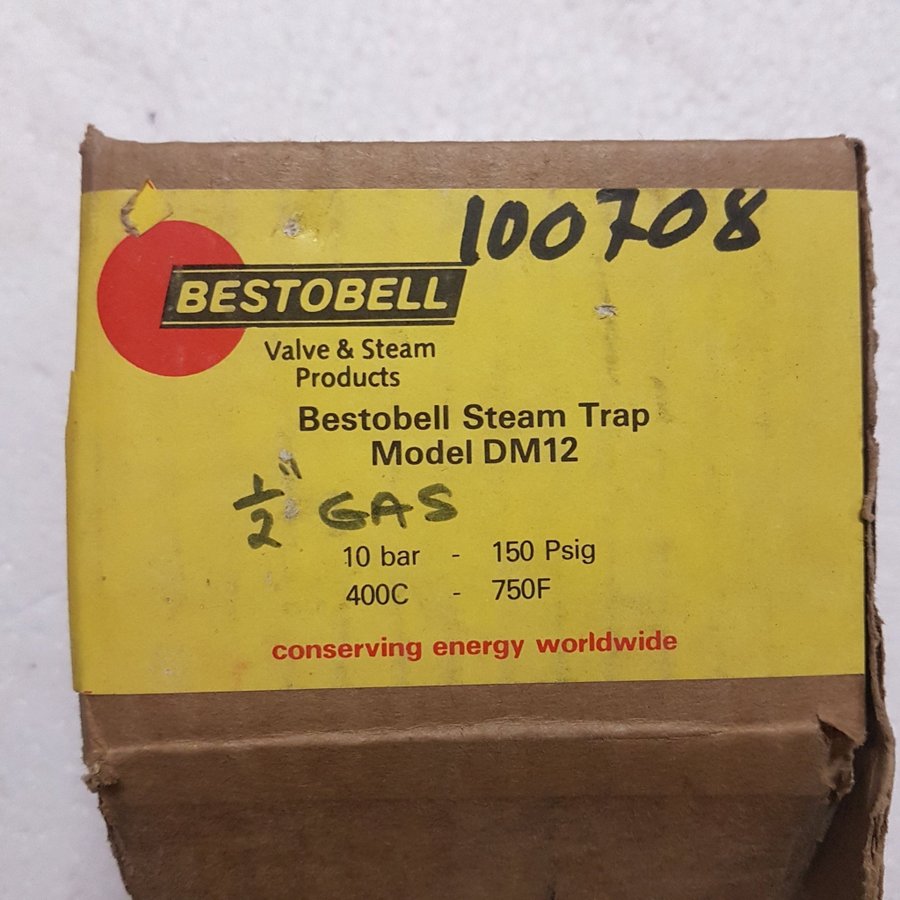 100708
BESTOBELL
Valve & Steam
Products
Bestobell Steam Trap
Model DM12
1/2" GAS
10 bar - 150 Psig
400C - 750F
conserving energy worldwide